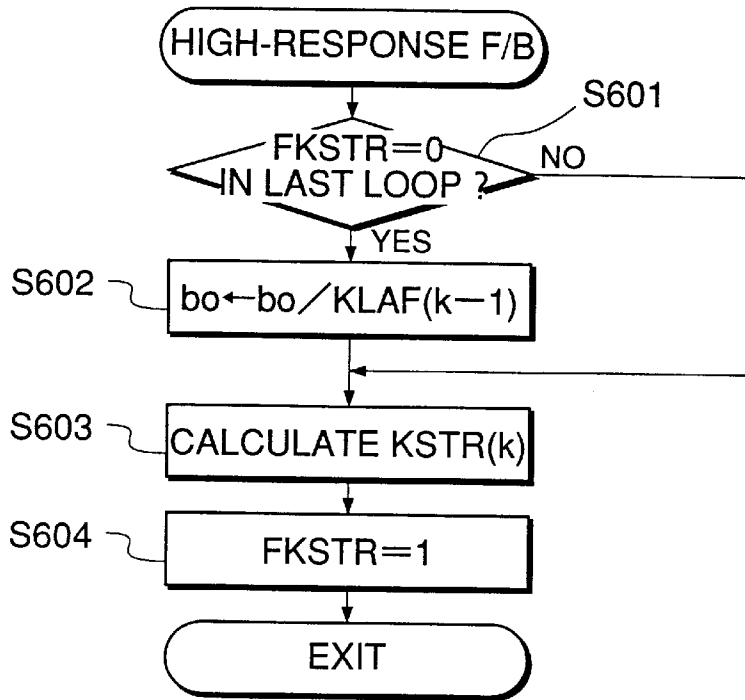 HIGH-RESPONSE F/B
S601
FKSTR=0
IN LAST LOOP ?
NO
YES
S602
bo←bo/KLAF(k-1)
S603
CALCULATE KSTR(k)
S604
FKSTR=1
EXIT